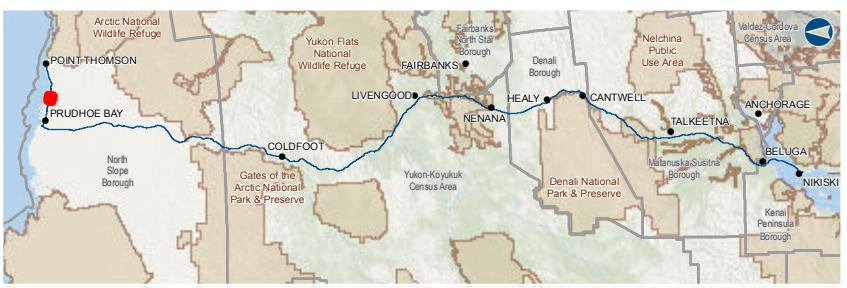 Arctic National
Wildlife Refuge
POINT THOMSON
PRUDHOE BAY
North
Slope
Borough
COLDFOOT
Gates of the
Arctic National
Park & Preserve
Yukon Flats
National
Wildlife Refuge
LIVENGOOD
Yukon-Koyukuk
Census Area
Fairbanks
North Star
Borough
FAIRBANKS
NENANA
Denali
Borough
HEALY
CANTWELL
Denali National
Park & Preserve
Nelchina
Public
Use Area
TALKEETNA
Matanuska-Susitna
Borough
Valdez-Cordova
Census Area
ANCHORAGE
BELUGA
NIKISKI
Kenai
Peninsula
Borough